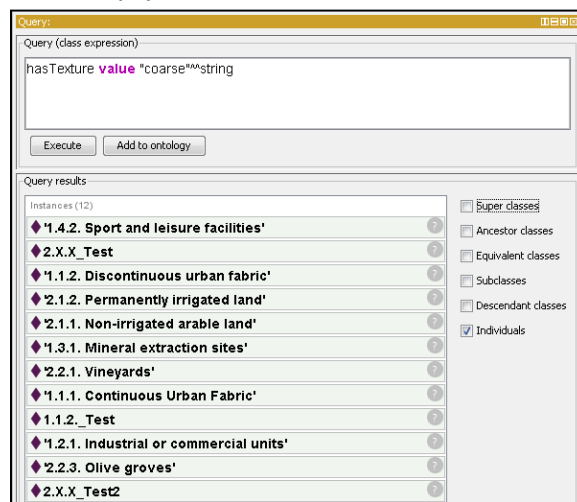 Query:
Query (class expression)
hasTexture value "coarse"^^string
Execute
Add to ontology
Query results
Instances (12)
'1.4.2. Sport and leisure facilities'
2.X.X_Test
'1.1.2. Discontinuous urban fabric'
'2.1.2. Permanently irrigated land'
'2.1.1. Non-irrigated arable land'
'1.3.1. Mineral extraction sites'
'2.2.1. Vineyards'
'1.1.1. Continuous Urban Fabric'
1.1.2._Test
'1.2.1. Industrial or commercial units'
'2.2.3. Olive groves'
2.X.X_Test2
Super classes
Ancestor classes
Equivalent classes
Subclasses
Descendant classes
Individuals